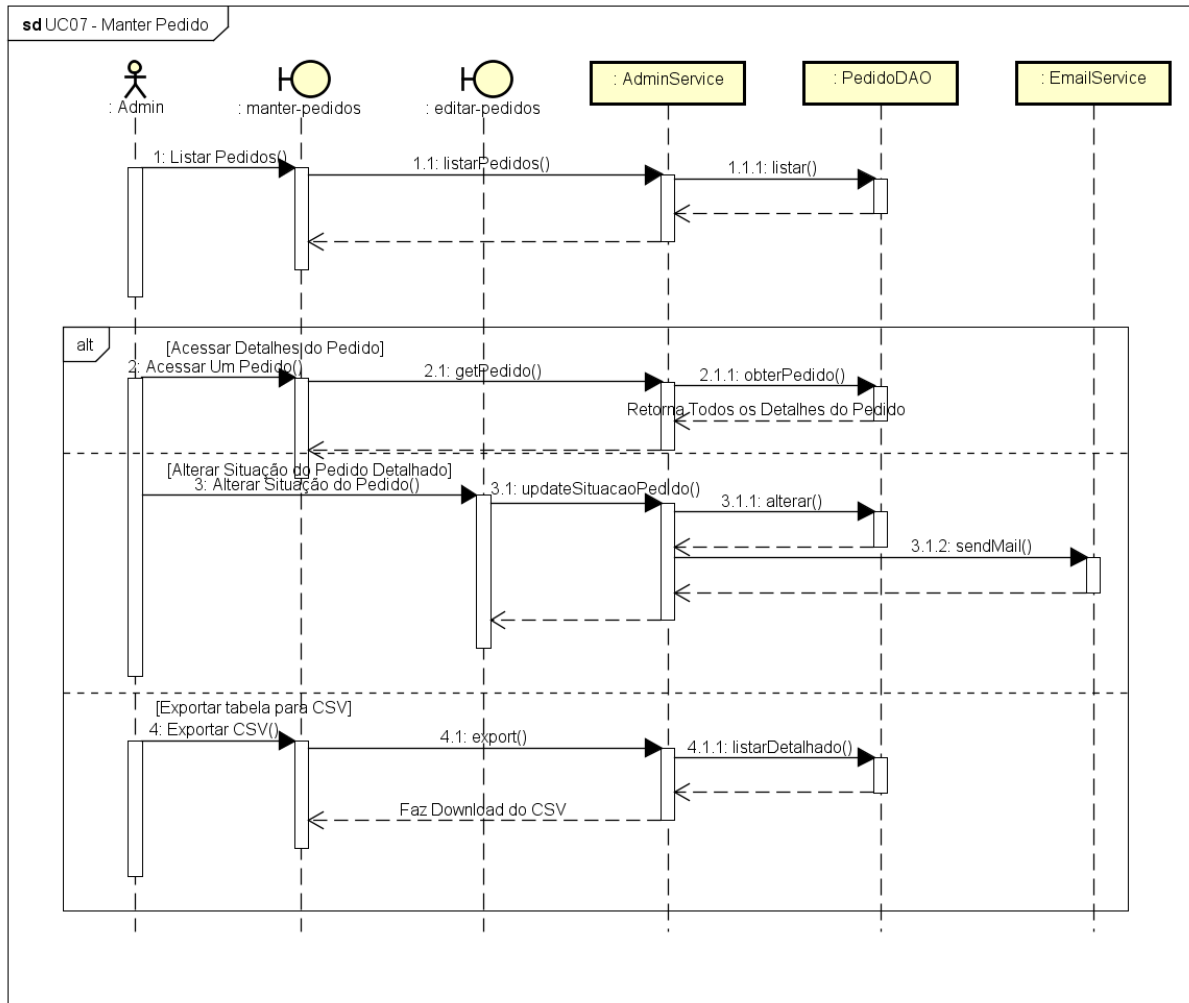 sd UC07 - Manter Pedido
: Admin
: manter-pedidos
: editar-pedidos
: AdminService
: PedidoDAO
: EmailService
1: Listar Pedidos()
1.1: listarPedidos()
1.1.1: listar()
alt
[Acessar Detalhes do Pedido]
2: Acessar Um Pedido()
2.1: getPedido()
2.1.1: obterPedido()
Retorna Todos os Detalhes do Pedido
[Alterar Situação do Pedido Detalhado]
3: Alterar Situação do Pedido()
3.1: updateSituacaoPedido()
3.1.1: alterar()
3.1.2: sendMail()
[Exportar tabela para CSV]
4: Exportar CSV()
4.1: export()
4.1.1: listarDetalhado()
Faz Download do CSV